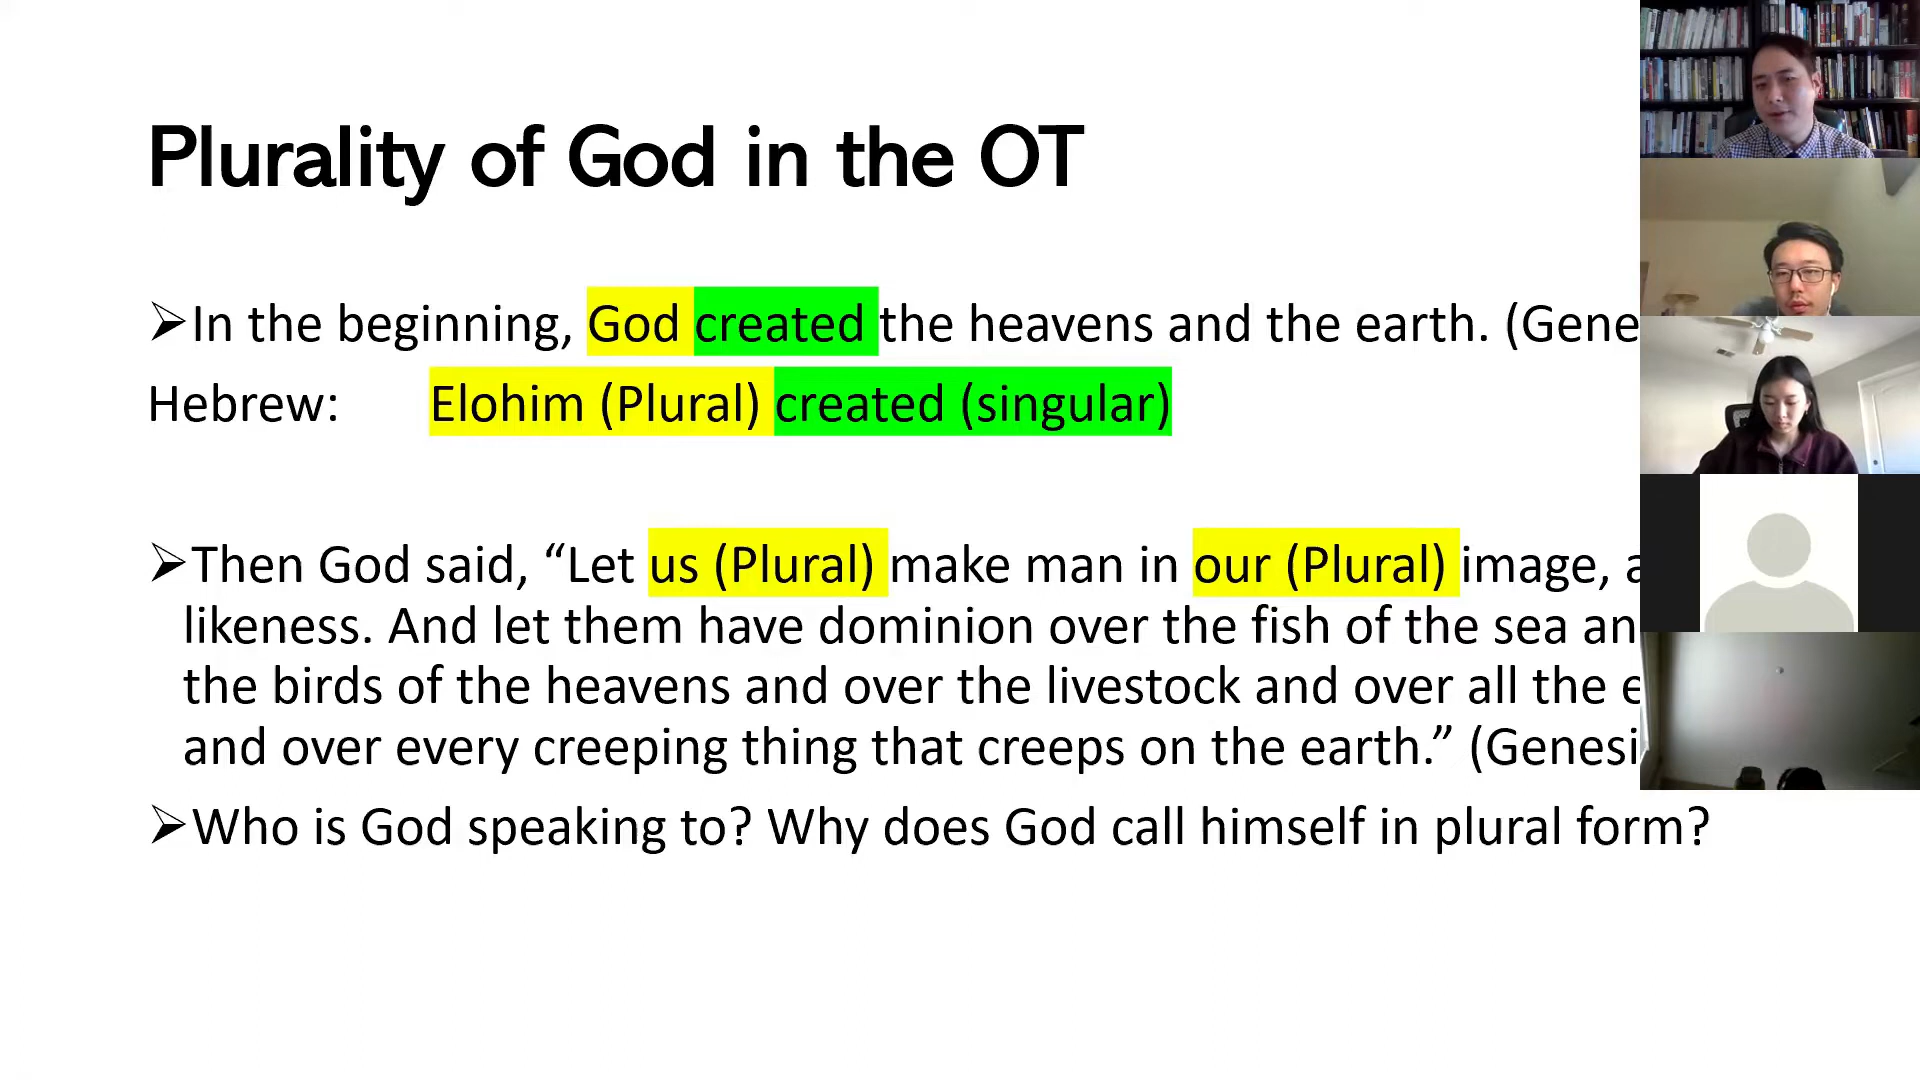 Plurality of God in the OT
➢In the beginning, God created the heavens and the earth. (Gene
Hebrew: Elohim (Plural) created (singular)
➢Then God said, “Let us (Plural) make man in our (Plural) image, a
likeness. And let them have dominion over the fish of the sea an
the birds of the heavens and over the livestock and over all the e
and over every creeping thing that creeps on the earth.” (Genesi
➢Who is God speaking to? Why does God call himself in plural form?